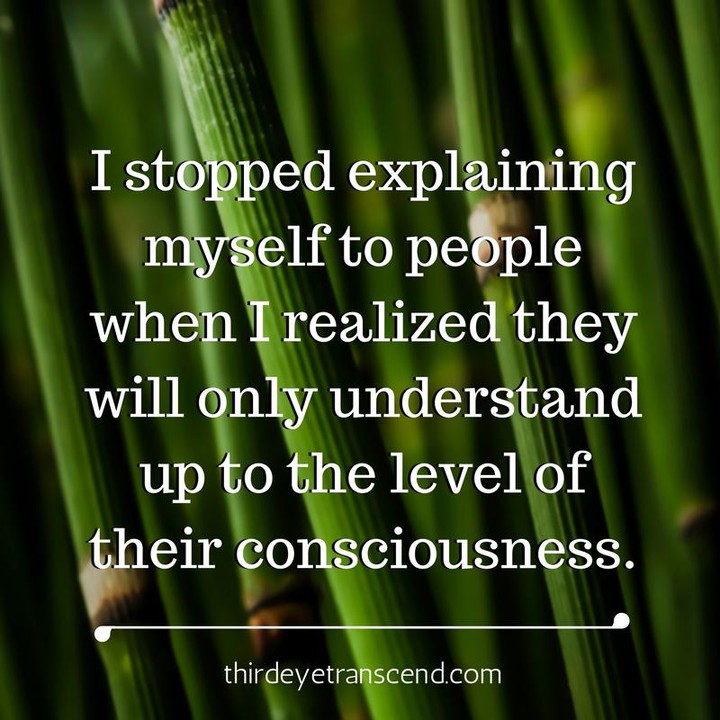 I stopped explaining
myself to people
when I realized they
will only understand
up to the level of
their consciousness.
thirdeyetranscend.com